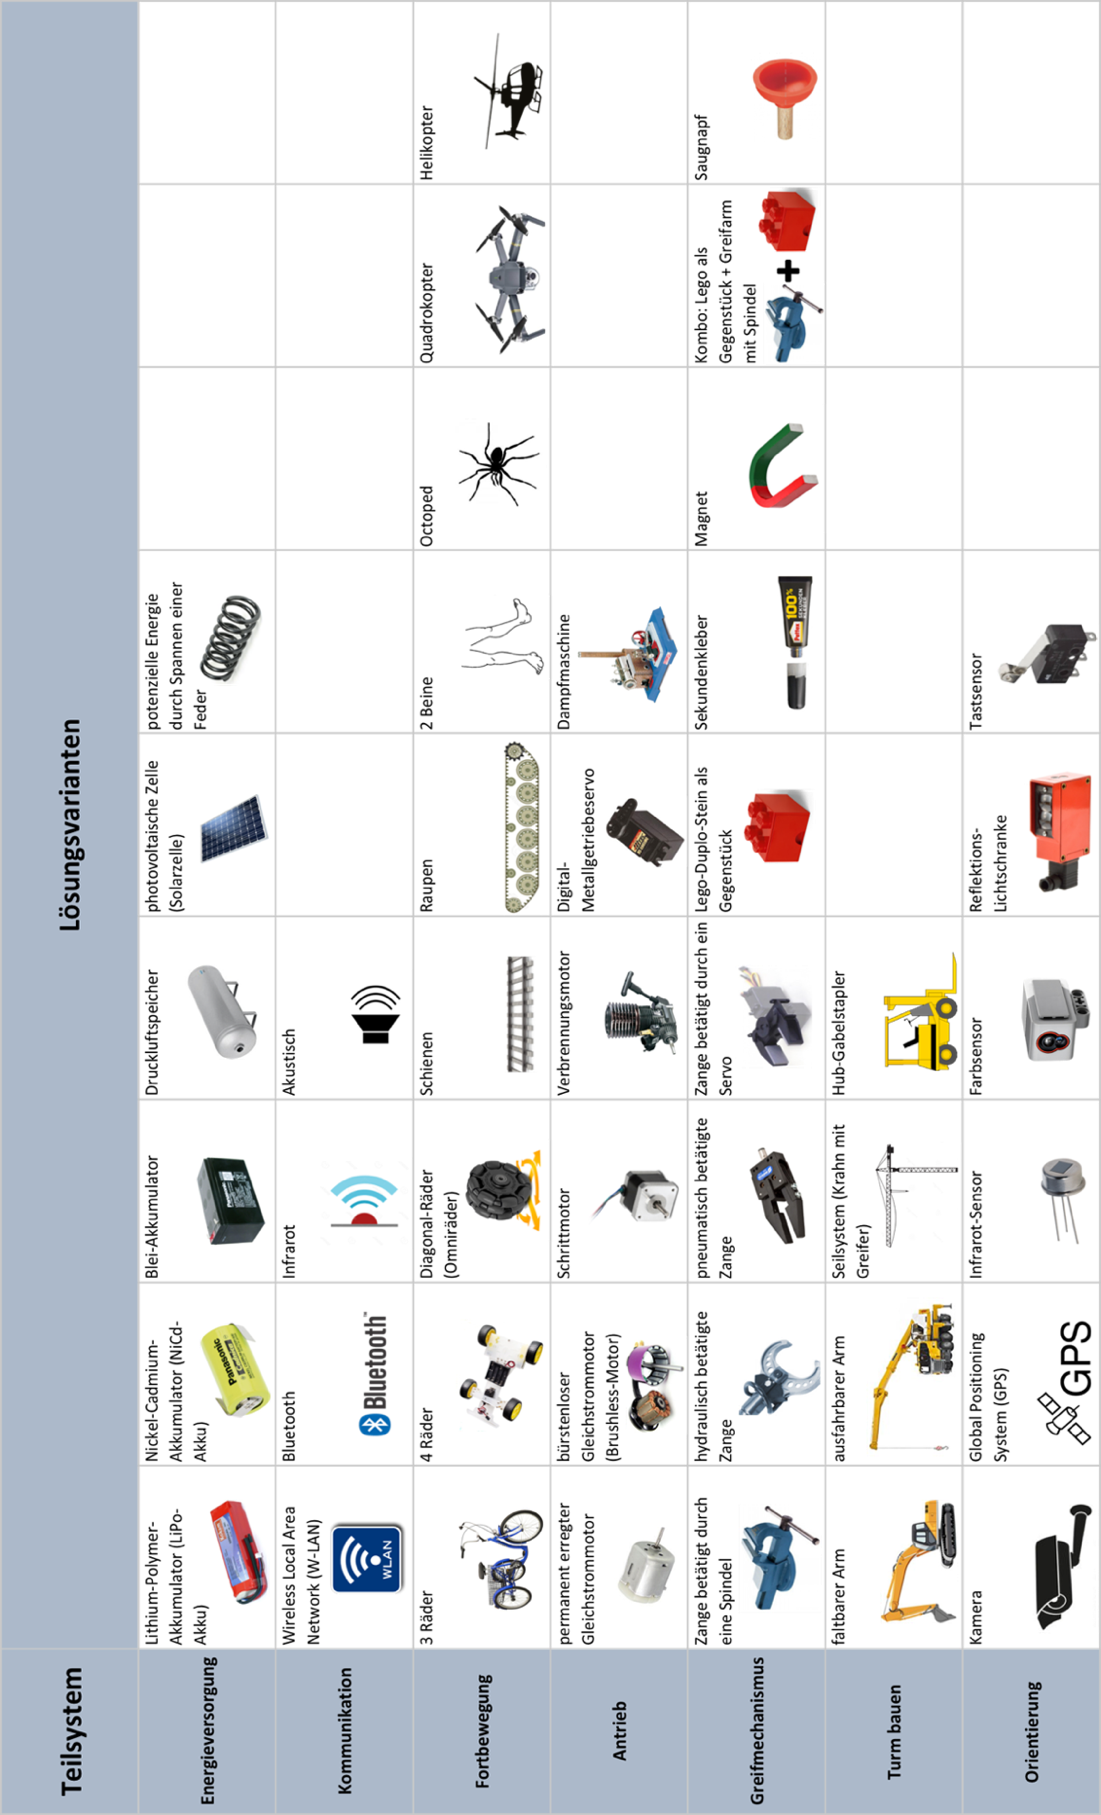 Teilsystem
Lösungsvarianten
Energieversorgung
Lithium-Polymer-
Akkumulator (LiPo-
Akku)
Nickel-Cadmium-
Akkumulator (NiCd-
Akku)
Panasonic
Blei-Akkumulator
Druckluftspeicher
photovoltaische Zelle
(Solarzelle)
potenzielle Energie
durch Spannen einer
Feder
Kommunikation
Wireless Local Area
Network (W-LAN)
WLAN
Bluetooth
Bluetooth™
Infrarot
Akustisch
Fortbewegung
3 Räder
4 Räder
Diagonal-Räder
(Omniräder)
Schienen
Raupen
2 Beine
Octoped
Quadrokopter
Helikopter
Antrieb
permanent erregter
Gleichstrommotor
bürstenloser
Gleichstrommotor
(Brushless-Motor)
Schrittmotor
Verbrennungsmotor
Digital-
Metallgetriebeservo
Dampfmaschine
Greifmechanismus
Zange betätigt durch
eine Spindel
hydraulisch betätigte
Zange
pneumatisch betätigte
Zange
Zange betätigt durch ein
Servo
Lego-Duplo-Stein als
Gegenstück
Sekundenkleber
100%
Magnet
Kombo: Lego als
Gegenstück + Greifarm
mit Spindel
+
Saugnapf
Turm bauen
faltbarer Arm
ausfahrbarer Arm
Seilsystem (Krahn mit
Greifer)
Hub-Gabelstapler
Orientierung
Kamera
Global Positioning
System (GPS)
GPS
Infrarot-Sensor
Farbsensor
Reflektions-
Lichtschranke
Tastsensor